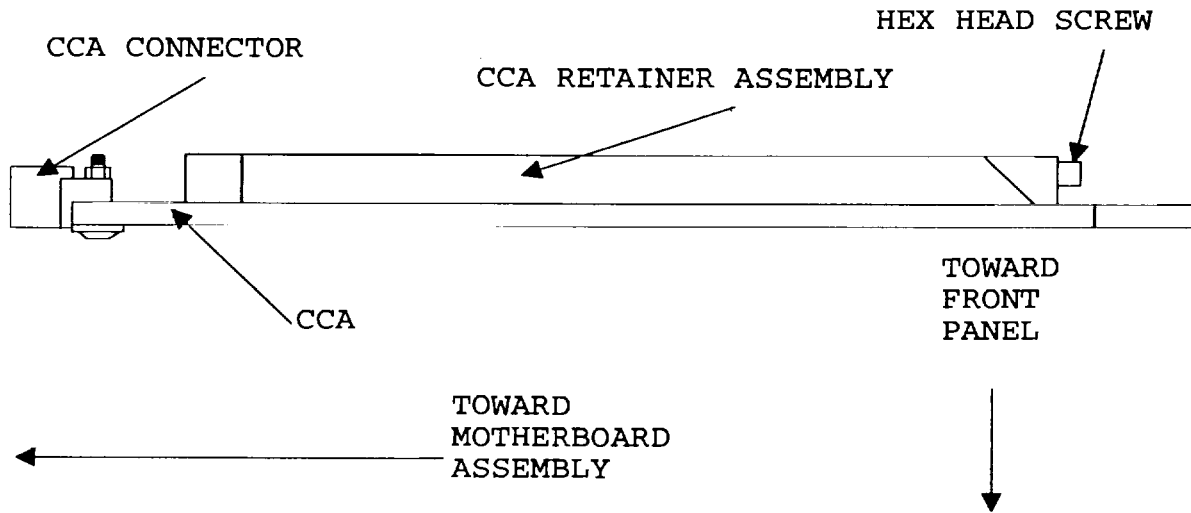 HEX HEAD SCREW
CCA CONNECTOR
CCA RETAINER ASSEMBLY
CCA
TOWARD
FRONT
PANEL
TOWARD
MOTHERBOARD
ASSEMBLY